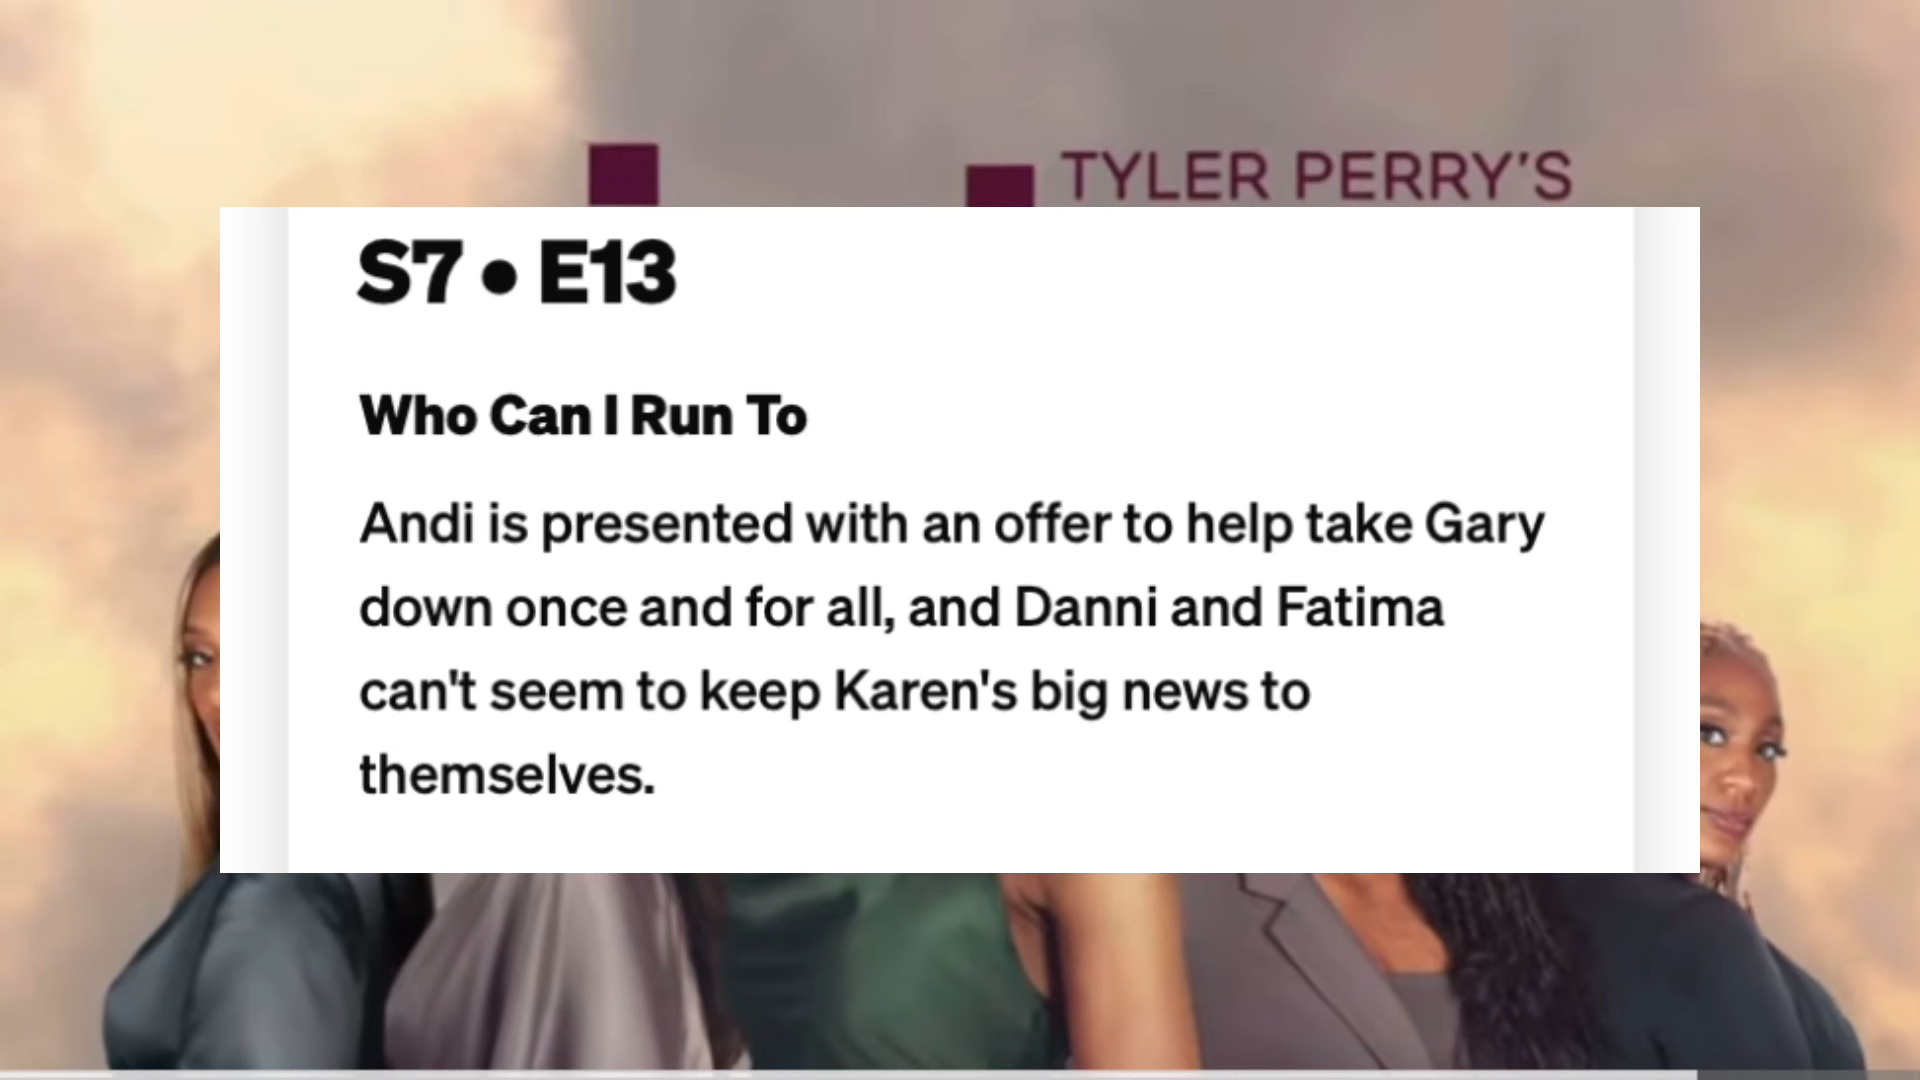 TYLER PERRY'S
S7 • E13
Who Can I Run To
Andi is presented with an offer to help take Gary
down once and for all, and Danni and Fatima
can't seem to keep Karen's big news to
themselves.